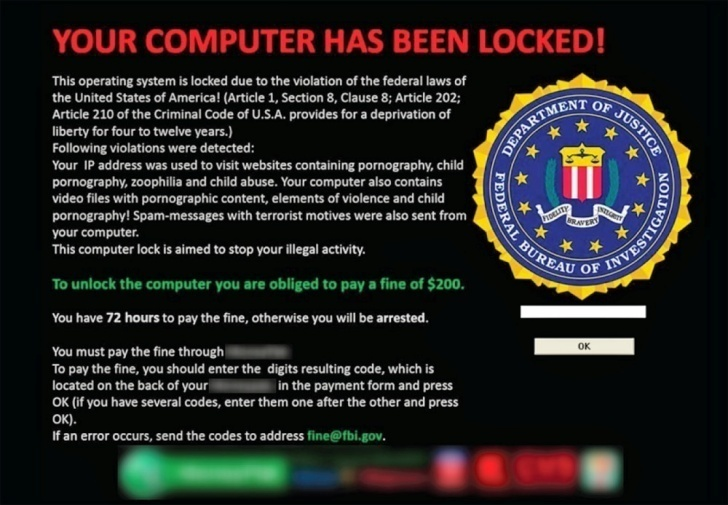 YOUR COMPUTER HAS BEEN LOCKED!
This operating system is locked due to the violation of the federal laws of
the United States of America! (Article 1, Section 8, Clause 8; Article 202;
Article 210 of the Criminal Code of U.S.A. provides for a deprivation of
liberty for four to twelve years.)
Following violations were detected:
Your IP address was used to visit websites containing pornography, child
pornography, zoophilia and child abuse. Your computer also contains
video files with pornographic content, elements of violence and child
pornography! Spam-messages with terrorist motives were also sent from
your computer.
This computer lock is aimed to stop your illegal activity.
To unlock the computer you are obliged to pay a fine of $200.
You have 72 hours to pay the fine, otherwise you will be arrested.
You must pay the fine through
To pay the fine, you should enter the digits resulting code, which is
located on the back of your in the payment form and press
OK (if you have several codes, enter them one after the other and press
OK).
If an error occurs, send the codes to address fine@fbi.gov.
DEPARTMENT OF JUSTICE
FEDERAL BUREAU OF INVESTIGATION
FIDELITY BRAVERY INTEGRITY
OK